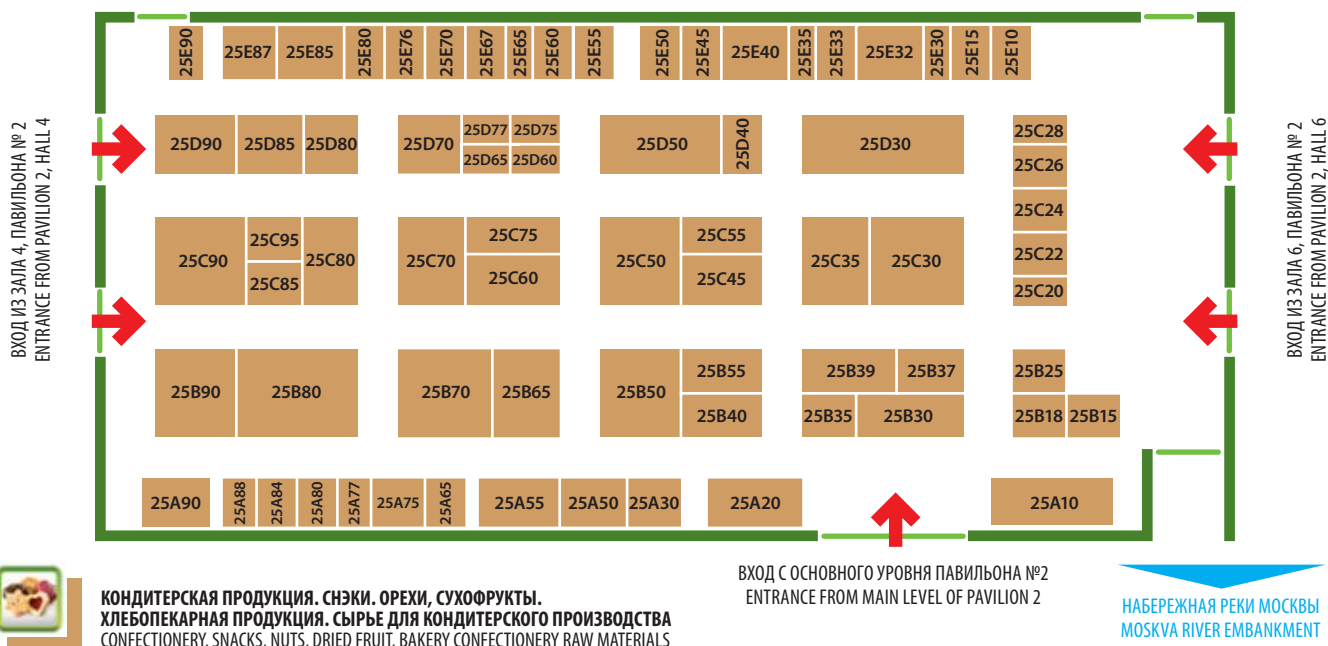 25E90
25E87
25E85
25E80
25E76
25E70
25E67
25E65
25E60
25E55
25E50
25E45
25E40
25E35
25E33
25E32
25E30
25E15
25E10
ВХОД ИЗ ЗАЛА 4, ПАВИЛЬОНА № 2
ENTRANCE FROM PAVILION 2, HALL 4
25D90
25D85
25D80
25D70
25D77
25D75
25D65
25D60
25D50
25D40
25D30
25C28
25C26
25C24
25C22
25C20
ВХОД ИЗ ЗАЛА 6, ПАВИЛЬОНА № 2
ENTRANCE FROM PAVILION 2, HALL 6
25C90
25C95
25C85
25C80
25C70
25C75
25C60
25C50
25C55
25C45
25C35
25C30
25B90
25B80
25B70
25B65
25B50
25B55
25B40
25B39
25B37
25B35
25B30
25B25
25B18
25B15
25A90
25A88
25A84
25A80
25A77
25A75
25A65
25A55
25A50
25A30
25A20
25A10
ВХОД С ОСНОВНОГО УРОВНЯ ПАВИЛЬОНА №2
ENTRANCE FROM MAIN LEVEL OF PAVILION 2
НАБЕРЕЖНАЯ РЕКИ МОСКВЫ
MOSKVA RIVER EMBANKMENT
КОНДИТЕРСКАЯ ПРОДУКЦИЯ. СНЭКИ. ОРЕХИ, СУХОФРУКТЫ.
ХЛЕБОПЕКАРНАЯ ПРОДУКЦИЯ. СЫРЬЕ ДЛЯ КОНДИТЕРСКОГО ПРОИЗВОДСТВА
CONFECTIONERY, SNACKS, NUTS, DRIED FRUIT, BAKERY CONFECTIONERY RAW MATERIALS